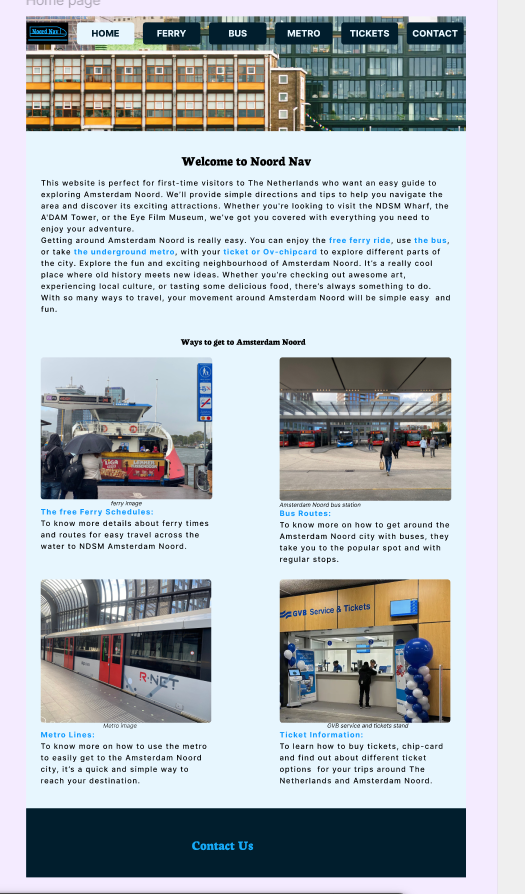 Home page
Noord Nav
HOME
FERRY
BUS
METRO
TICKETS
CONTACT
Welcome to Noord Nav
This website is perfect for first-time visitors to The Netherlands who want an easy guide to
exploring Amsterdam Noord. We'll provide simple directions and tips to help you navigate the
area and discover its exciting attractions. Whether you're looking to visit the NDSM Wharf, the
A'DAM Tower, or the Eye Film Museum, we've got you covered with everything you need to
enjoy your adventure.
Getting around Amsterdam Noord is really easy. You can enjoy the free ferry ride, use the bus,
or take the underground metro, with your ticket or Ov-chipcard to explore different parts of
the city. Explore the fun and exciting neighbourhood of Amsterdam Noord. It's a really cool
place where old history meets new ideas. Whether you're checking out awesome art,
experiencing local culture, or tasting some delicious food, there's always something to do.
With so many ways to travel, your movement around Amsterdam Noord will be simple easy and
fun.
Ways to get to Amsterdam Noord
ferry image
The free Ferry Schedules:
To know more details about ferry times
and routes for easy travel across the
water to NDSM Amsterdam Noord.
Amsterdam Noord bus station
Bus Routes:
To know more on how to get around the
Amsterdam Noord city with buses, they
take you to the popular spot and with
regular stops.
R-NET
Metro image
Metro Lines:
To know more on how to use the metro
to easily get to the Amsterdam Noord
city, it's a quick and simple way to
reach your destination.
GVB Service & Tickets
GVB service and tickets stand
Ticket Information:
To learn how to buy tickets, chip-card
and find out about different ticket
options for your trips around The
Netherlands and Amsterdam Noord.
Contact Us